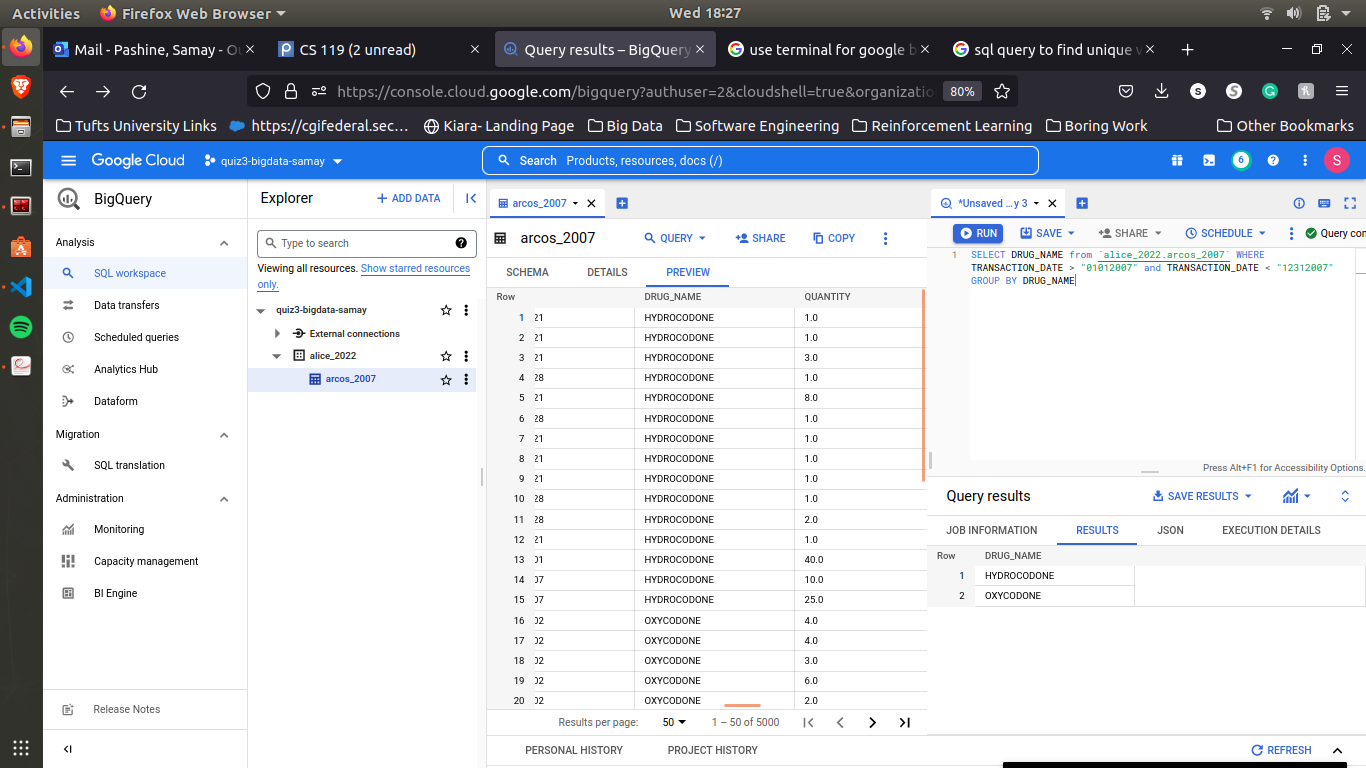 Activities Firefox Web Browser Wed 18:27
Mail - Pashine, Samay - Ou CS 119 (2 unread) Query results – BigQuery use terminal for google b sql query to find unique v
https://console.cloud.google.com/bigquery?authuser=2&cloudshell=true&organizatio 80%
Tufts University Links https://cgifederal.sec... Kiara- Landing Page Big Data Software Engineering Reinforcement Learning Boring Work Other Bookmarks
Google Cloud quiz3-bigdata-samay Search Products, resources, docs (/) 6 S
BigQuery
Analysis
SQL workspace
Data transfers
Scheduled queries
Analytics Hub
Dataform
Migration
SQL translation
Administration
Monitoring
Capacity management
BI Engine
Release Notes
Explorer + ADD DATA
Type to search
Viewing all resources. Show starred resources
only.
quiz3-bigdata-samay
External connections
alice_2022
arcos_2007
arcos_2007
arcos_2007 QUERY SHARE COPY
SCHEMA DETAILS PREVIEW
Row DRUG_NAME QUANTITY
1 21 HYDROCODONE 1.0
2 21 HYDROCODONE 1.0
3 21 HYDROCODONE 3.0
4 28 HYDROCODONE 1.0
5 21 HYDROCODONE 8.0
6 28 HYDROCODONE 1.0
7 21 HYDROCODONE 1.0
8 21 HYDROCODONE 1.0
9 21 HYDROCODONE 1.0
10 28 HYDROCODONE 1.0
11 28 HYDROCODONE 2.0
12 21 HYDROCODONE 1.0
13 01 HYDROCODONE 40.0
14 07 HYDROCODONE 10.0
15 07 HYDROCODONE 25.0
16 02 OXYCODONE 4.0
17 02 OXYCODONE 4.0
18 02 OXYCODONE 3.0
19 02 OXYCODONE 6.0
20 02 OXYCODONE 2.0
Results per page: 50 1 – 50 of 5000
PERSONAL HISTORY PROJECT HISTORY REFRESH
*Unsaved ...y 3
RUN SAVE SHARE SCHEDULE Query con
1 SELECT DRUG_NAME from `alice_2022.arcos_2007` WHERE
TRANSACTION_DATE > "01012007" and TRANSACTION_DATE < "12312007"
GROUP BY DRUG_NAME
Press Alt+F1 for Accessibility Options.
Query results SAVE RESULTS
JOB INFORMATION RESULTS JSON EXECUTION DETAILS
Row DRUG_NAME
1 HYDROCODONE
2 OXYCODONE